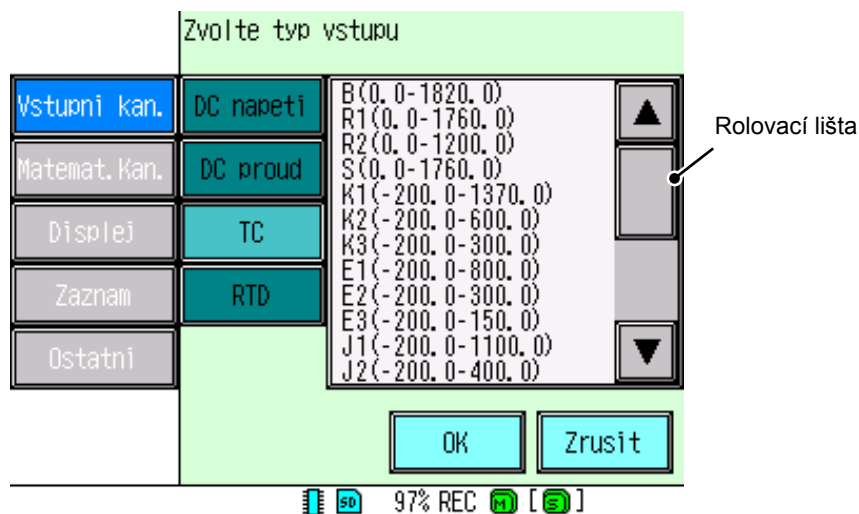 Zvolte typ vstupu
Vstupni kan.
Matemat.Kan.
Displej
Zaznam
Ostatni
DC napeti
DC proud
TC
RTD
B(0.0-1820.0)
R1(0.0-1760.0)
R2(0.0-1200.0)
S(0.0-1760.0)
K1(-200.0-1370.0)
K2(-200.0-600.0)
K3(-200.0-300.0)
E1(-200.0-800.0)
E2(-200.0-300.0)
E3(-200.0-150.0)
J1(-200.0-1100.0)
J2(-200.0-400.0)
Rolovací lišta
OK
Zrusit
SD 97% REC M [S]